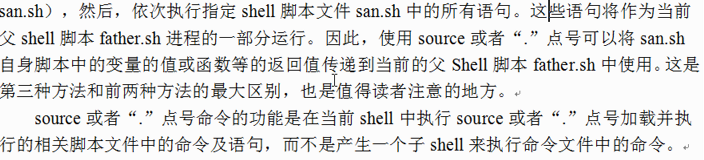 san.sh），然后，依次执行指定 shell 脚本文件 san.sh 中的所有语句。这些语句将作为当前
父 shell 脚本 father.sh 进程的一部分运行。因此，使用 source 或者“.”点号可以将 san.sh
自身脚本中的变量的值或函数等的返回值传递到当前的父 Shell 脚本 father.sh 中使用。这是
第三种方法和前两种方法的最大区别，也是值得读者注意的地方。
source 或者“.”点号命令的功能是在当前 shell 中执行 source 或者“.”点号加载并执
行的相关脚本文件中的命令及语句，而不是产生一个子 shell 来执行命令文件中的命令。